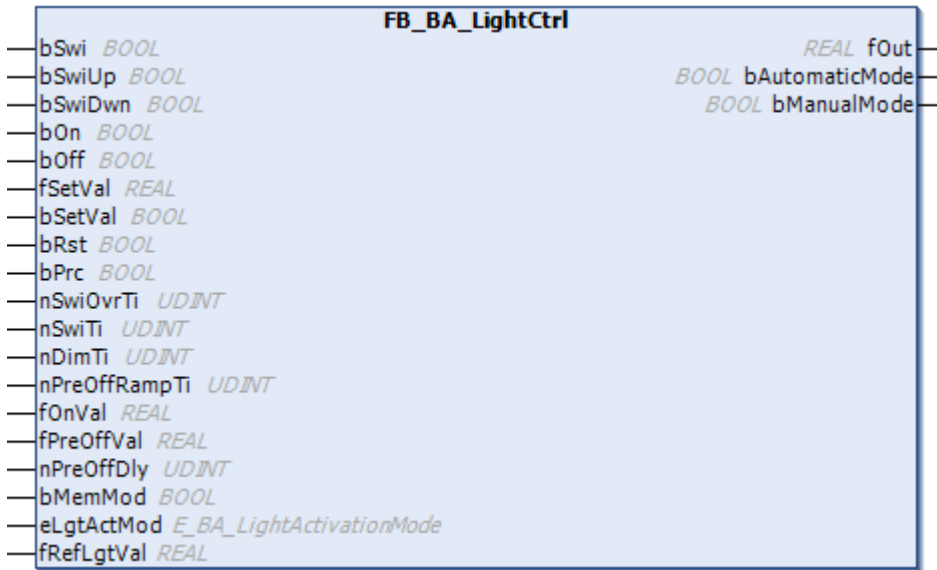 FB_BA_LightCtrl
bSwi BOOL REAL fOut
bSwiUp BOOL BOOL bAutomaticMode
bSwiDwn BOOL BOOL bManualMode
bOn BOOL
bOff BOOL
fSetVal REAL
bSetVal BOOL
bRst BOOL
bPrc BOOL
nSwiOvrTi UDINT
nSwiTi UDINT
nDimTi UDINT
nPreOffRampTi UDINT
fOnVal REAL
fPreOffVal REAL
nPreOffDly UDINT
bMemMod BOOL
eLgtActMod E_BA_LightActivationMode
fRefLgtVal REAL